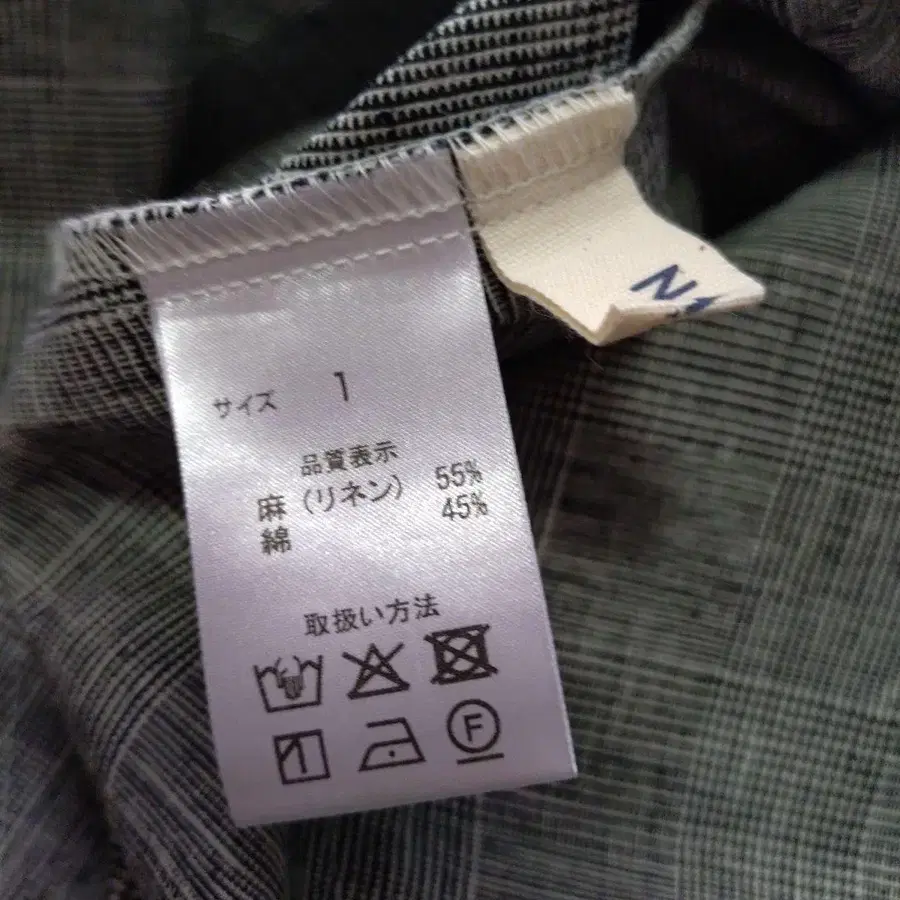 サイズ 1
品質表示
麻 (リネン) 55%
綿 45%
取扱い方法
F